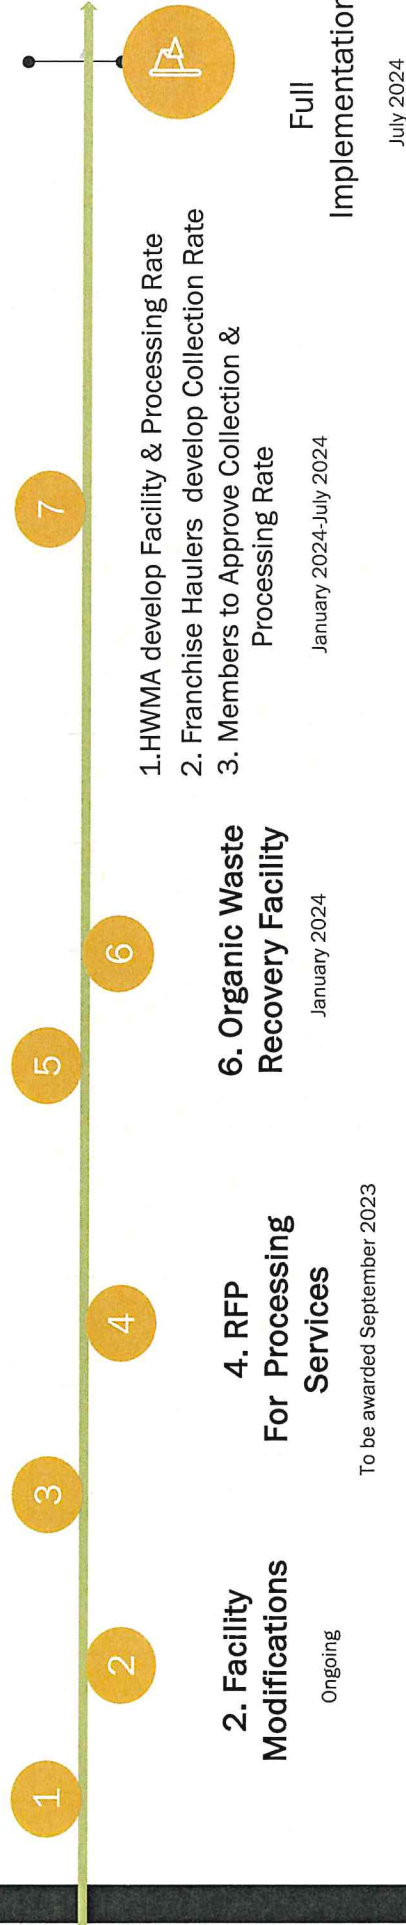 1
2
3
4
5
6
7
2. Facility
Modifications
Ongoing
4. RFP
For Processing
Services
To be awarded September 2023
6. Organic Waste
Recovery Facility
January 2024
1.HWMA develop Facility & Processing Rate
2. Franchise Haulers develop Collection Rate
3. Members to Approve Collection &
Processing Rate
January 2024-July 2024
Full
Implementation
July 2024